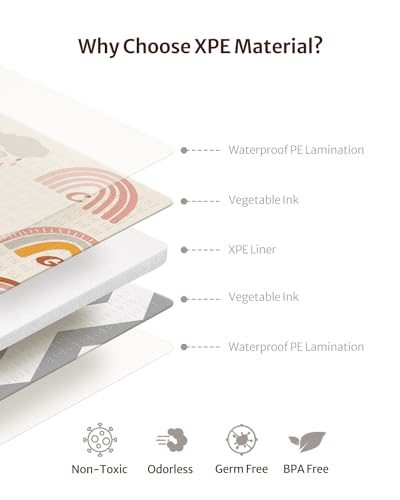 Why Choose XPE Material?
Waterproof PE Lamination
Vegetable Ink
XPE Liner
Vegetable Ink
Waterproof PE Lamination
Non-Toxic
Odorless
Germ Free
BPA Free